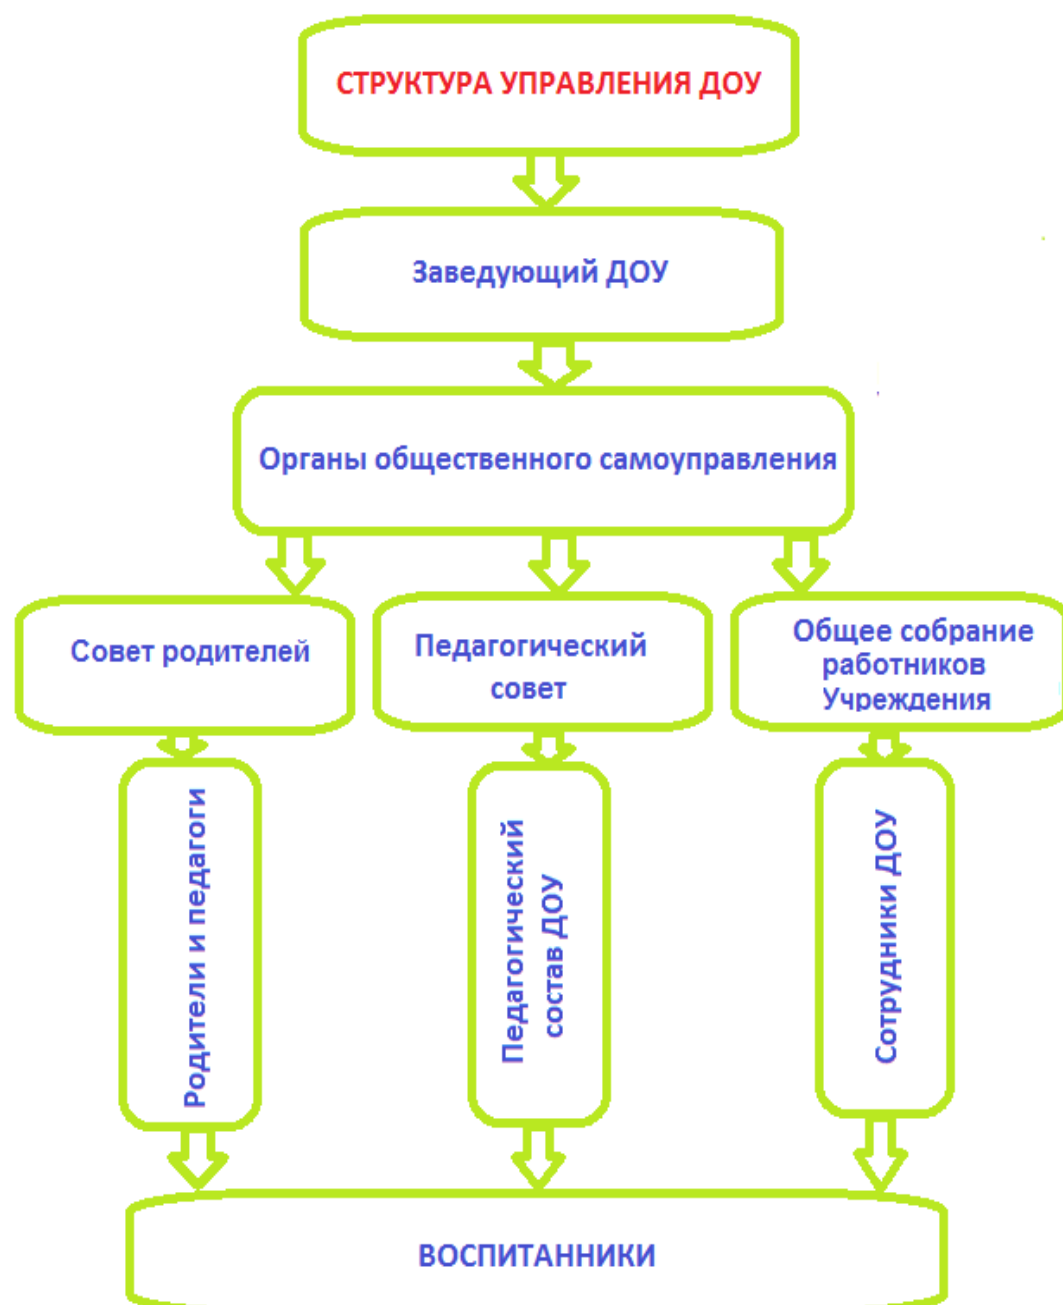 СТРУКТУРА УПРАВЛЕНИЯ ДОУ
Заведующий ДОУ
Органы общественного самоуправления
Совет родителей
Педагогический
совет
Общее собрание
работников
Учреждения
Родители и педагоги
Педагогический
состав ДОУ
Сотрудники ДОУ
ВОСПИТАННИКИ